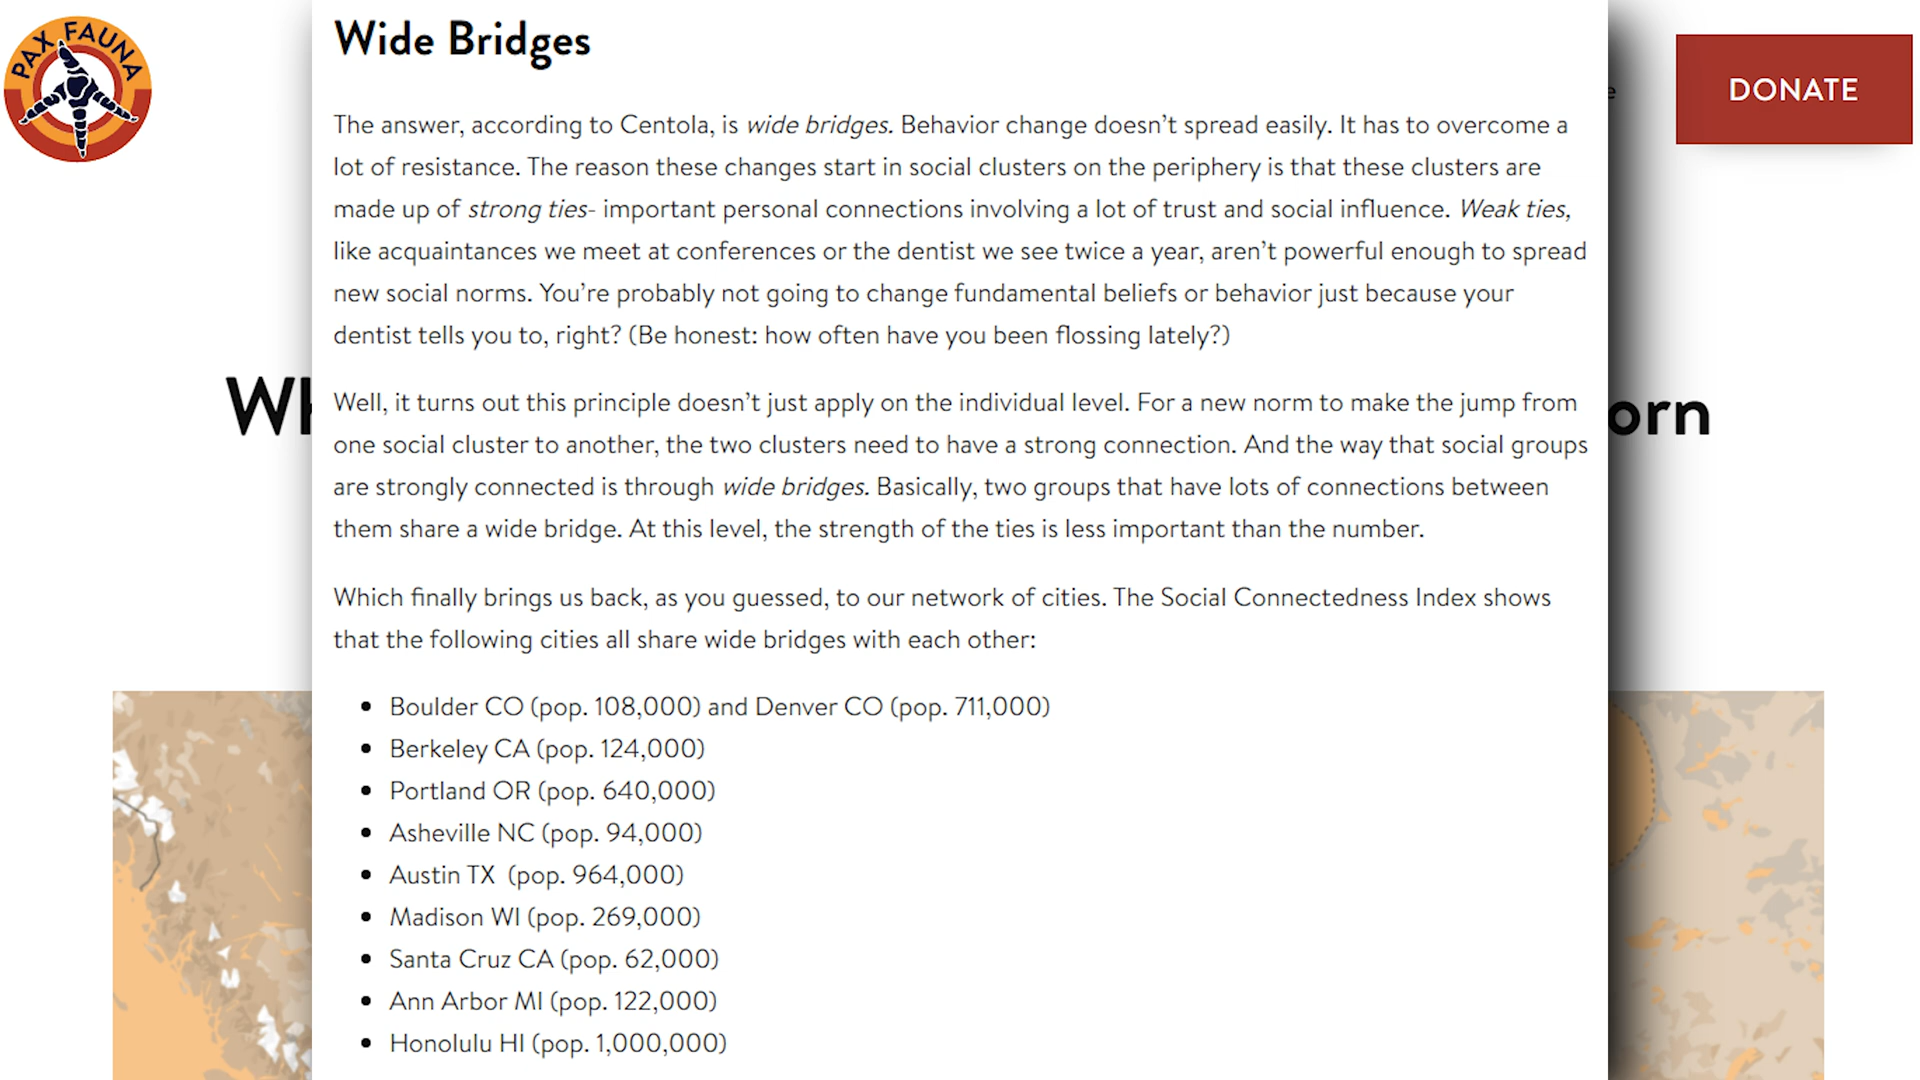 PAX FAUNA
DONATE
Wide Bridges
The answer, according to Centola, is wide bridges. Behavior change doesn’t spread easily. It has to overcome a
lot of resistance. The reason these changes start in social clusters on the periphery is that these clusters are
made up of strong ties- important personal connections involving a lot of trust and social influence. Weak ties,
like acquaintances we meet at conferences or the dentist we see twice a year, aren’t powerful enough to spread
new social norms. You’re probably not going to change fundamental beliefs or behavior just because your
dentist tells you to, right? (Be honest: how often have you been flossing lately?)
Well, it turns out this principle doesn’t just apply on the individual level. For a new norm to make the jump from
one social cluster to another, the two clusters need to have a strong connection. And the way that social groups
are strongly connected is through wide bridges. Basically, two groups that have lots of connections between
them share a wide bridge. At this level, the strength of the ties is less important than the number.
Which finally brings us back, as you guessed, to our network of cities. The Social Connectedness Index shows
that the following cities all share wide bridges with each other:
• Boulder CO (pop. 108,000) and Denver CO (pop. 711,000)
• Berkeley CA (pop. 124,000)
• Portland OR (pop. 640,000)
• Asheville NC (pop. 94,000)
• Austin TX (pop. 964,000)
• Madison WI (pop. 269,000)
• Santa Cruz CA (pop. 62,000)
• Ann Arbor MI (pop. 122,000)
• Honolulu HI (pop. 1,000,000)